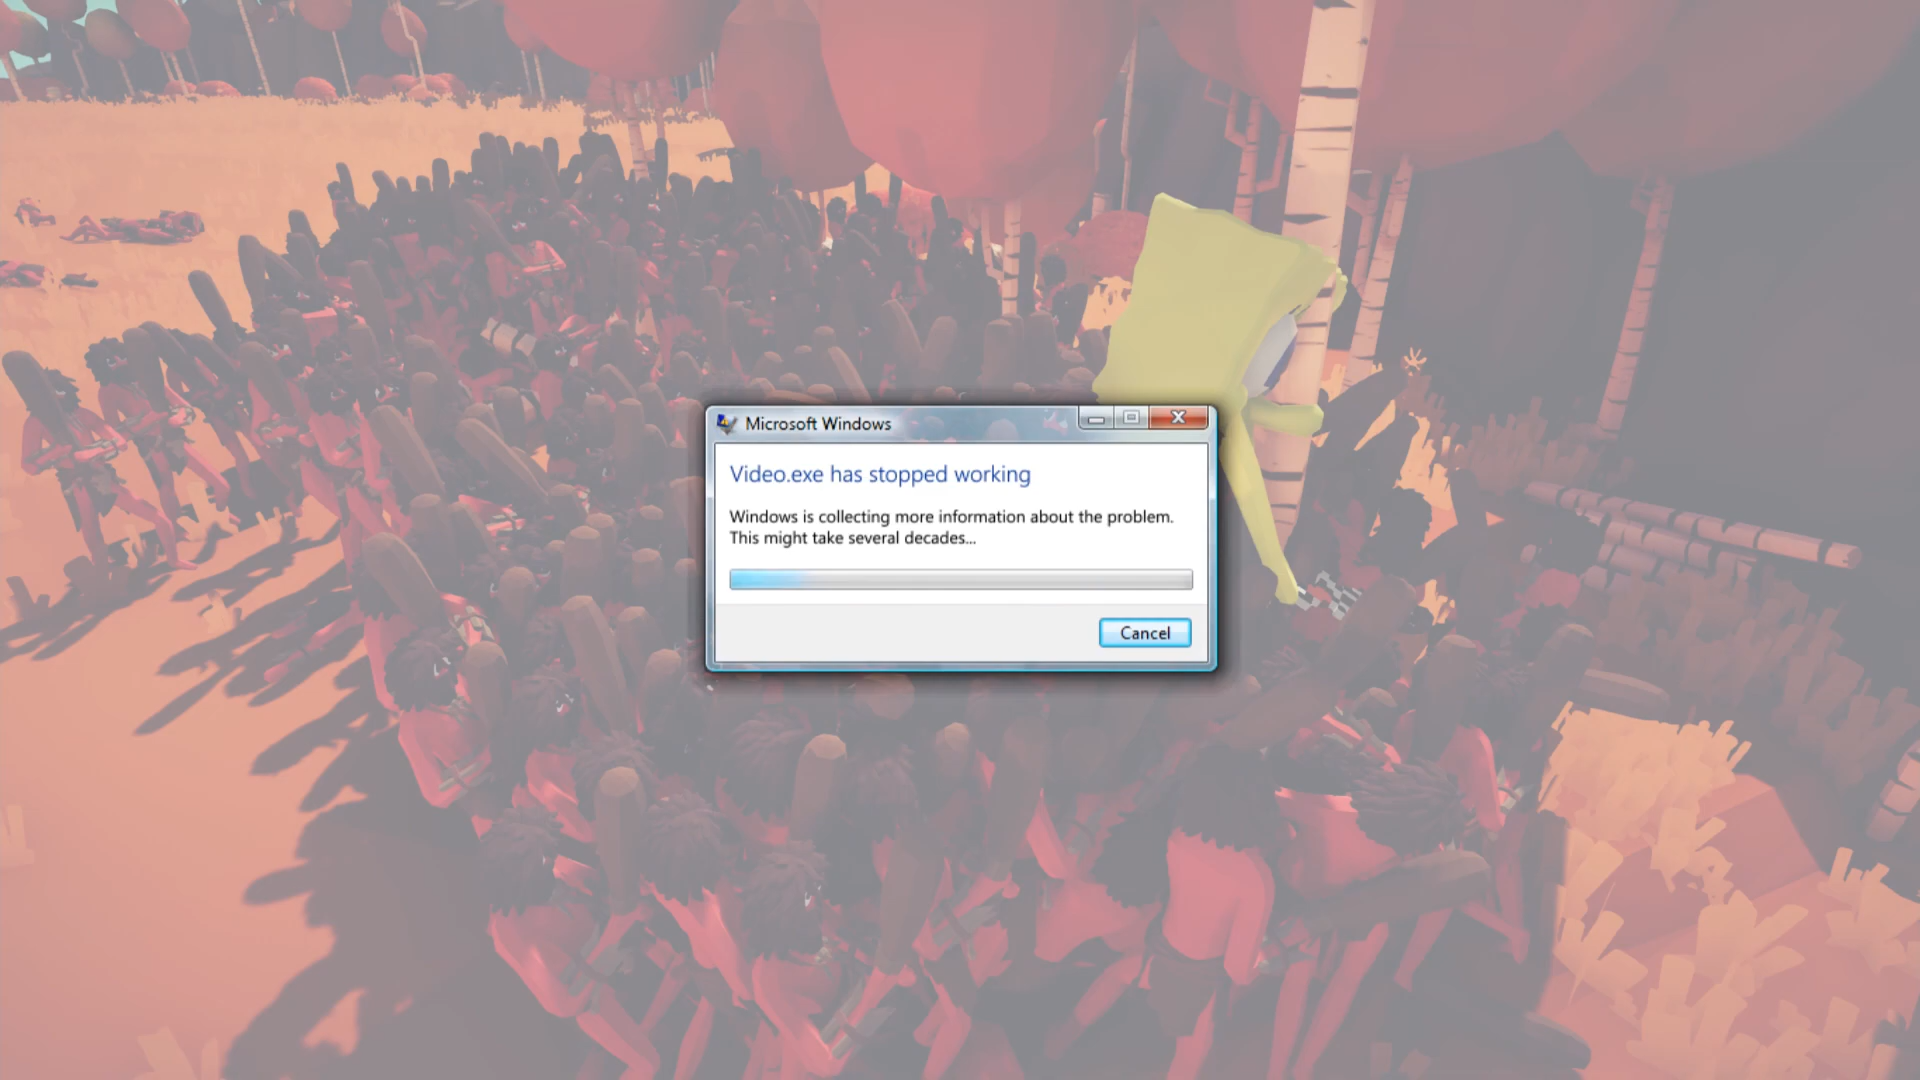 Microsoft Windows
Video.exe has stopped working
Windows is collecting more information about the problem.
This might take several decades...
Cancel